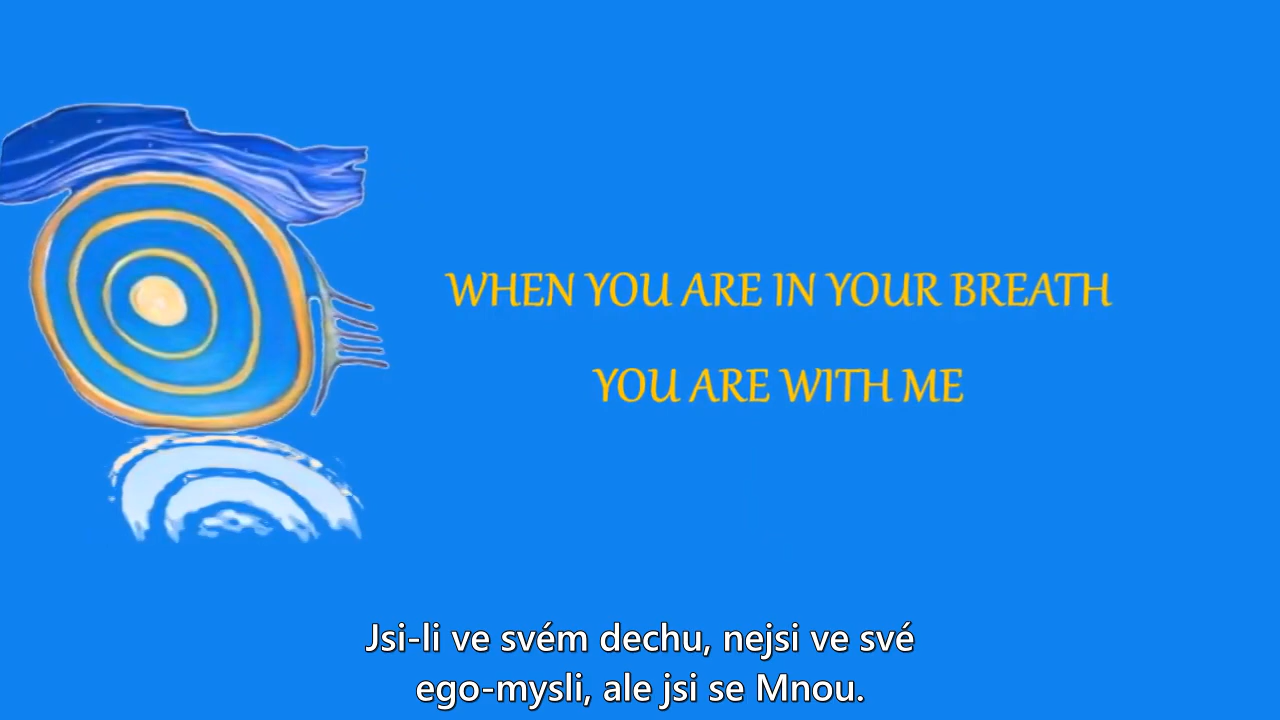 WHEN YOU ARE IN YOUR BREATH
YOU ARE WITH ME
Jsi-li ve svém dechu, nejsi ve své
ego-mysli, ale jsi se Mnou.